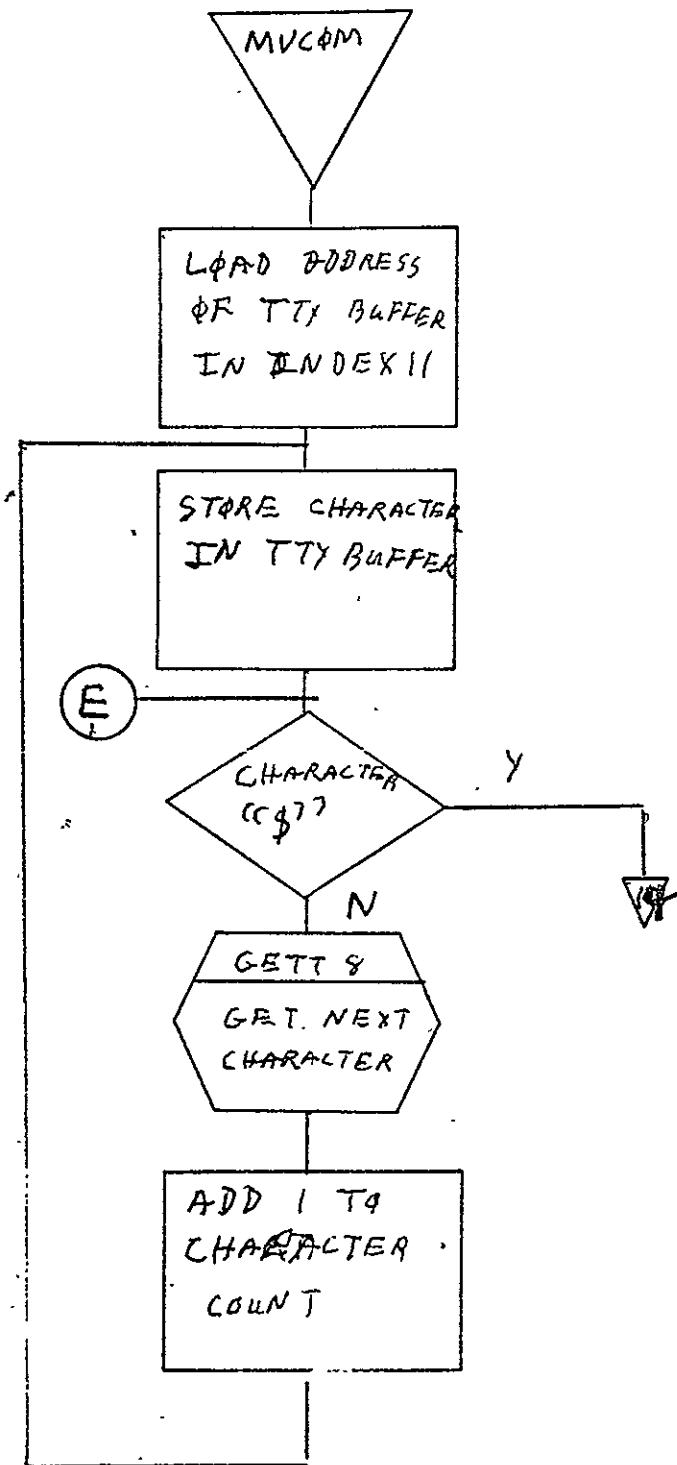 MVCØM
LØAD ADDRESS
ØF TTY BUFFER
IN INDEX 11
STØRE CHARACTER
IN TTY BUFFER
E
CHARACTER
"$"
Y
N
GETT 8
GET. NEXT
CHARACTER
ADD 1 TØ
CHARACTER
COUNT